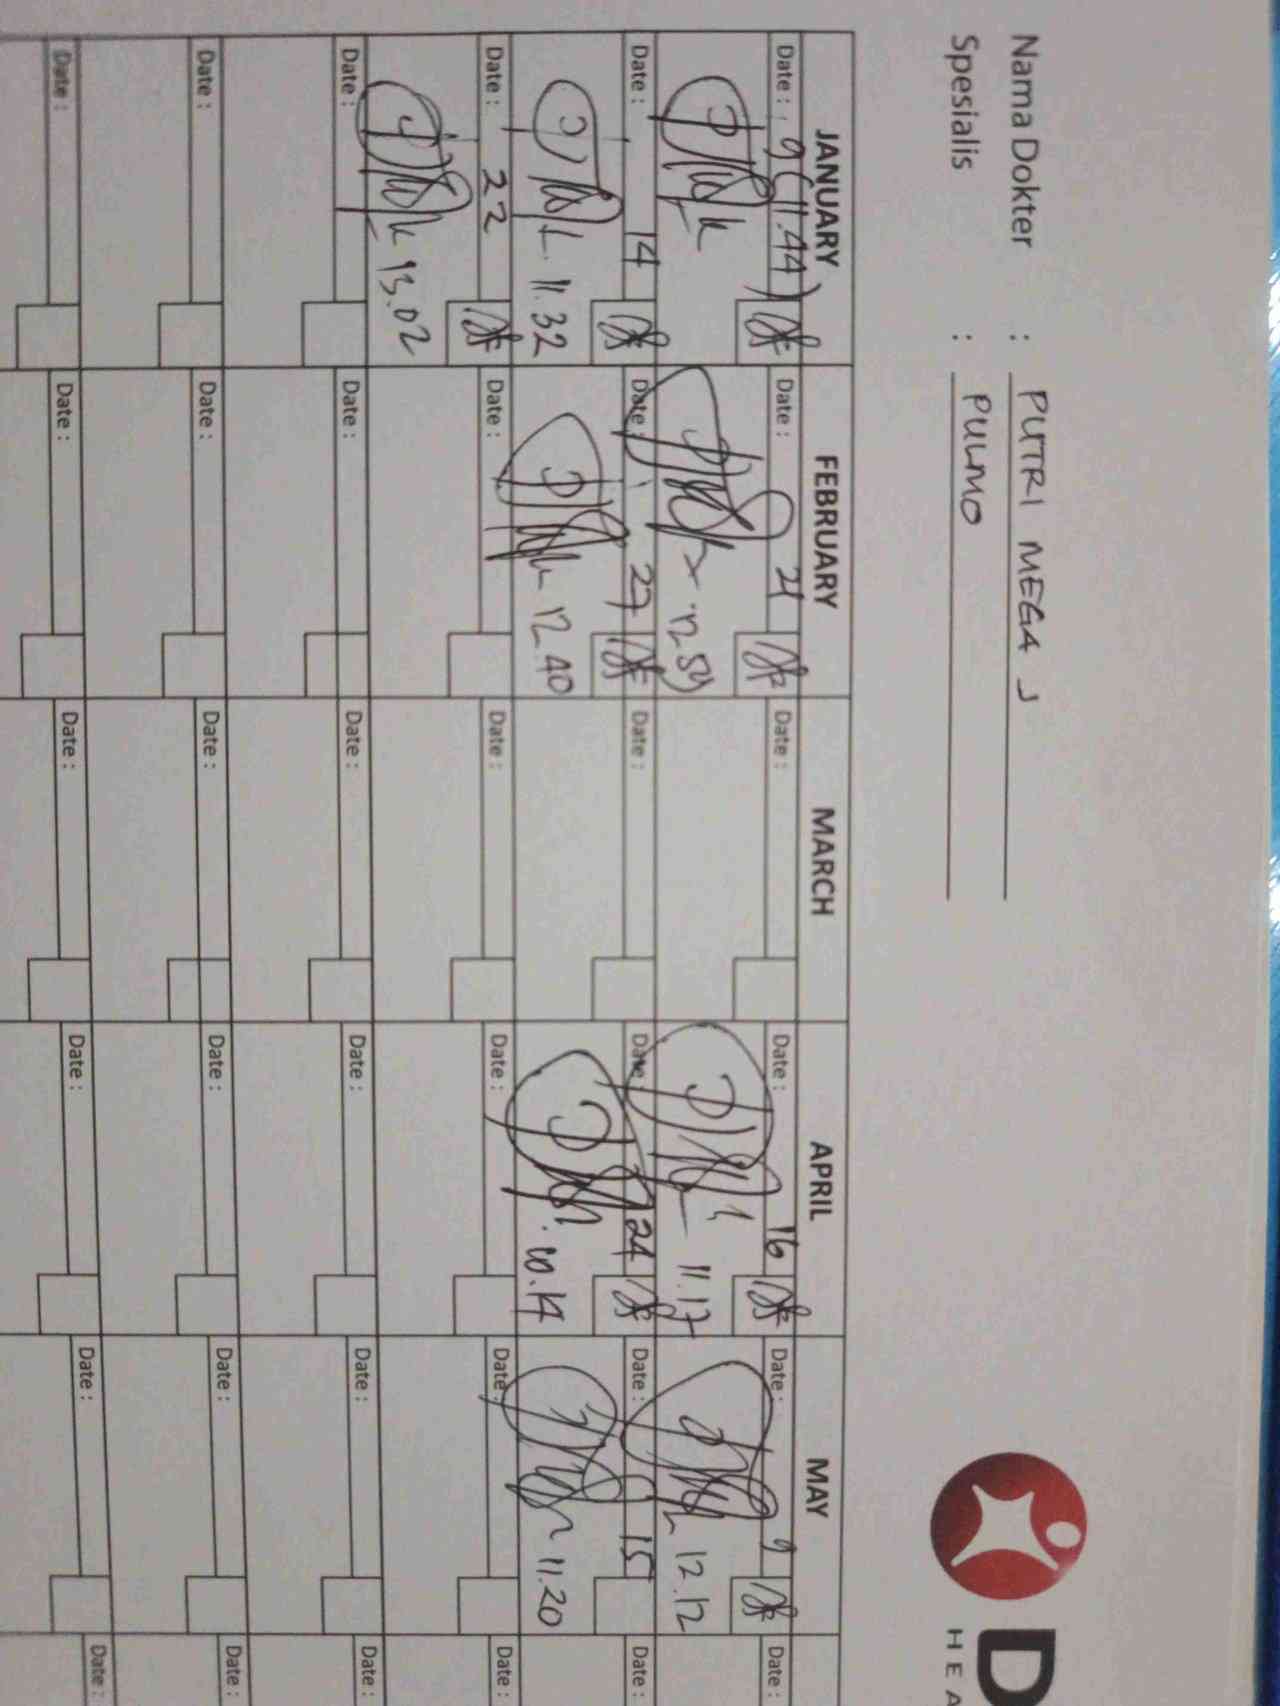 Nama Dokter : PUTRI MEGA J
Spesialis : PULMO
D
HEA
JANUARY FEBRUARY MARCH APRIL MAY
Date : 9 (11.44) Date : 21 Date : Date : 16 Date : 9 Date :
12.59 11.17 12.12
Date : 14 Date : 27 Date : Date : 24 Date : 15 Date :
11.32 12.40 10.14 11.20
Date : 22 Date : Date : Date : Date : Date :
13.02
Date : Date : Date : Date : Date : Date :
Date : Date : Date : Date : Date : Date :
Date : Date : Date : Date : Date : Date :